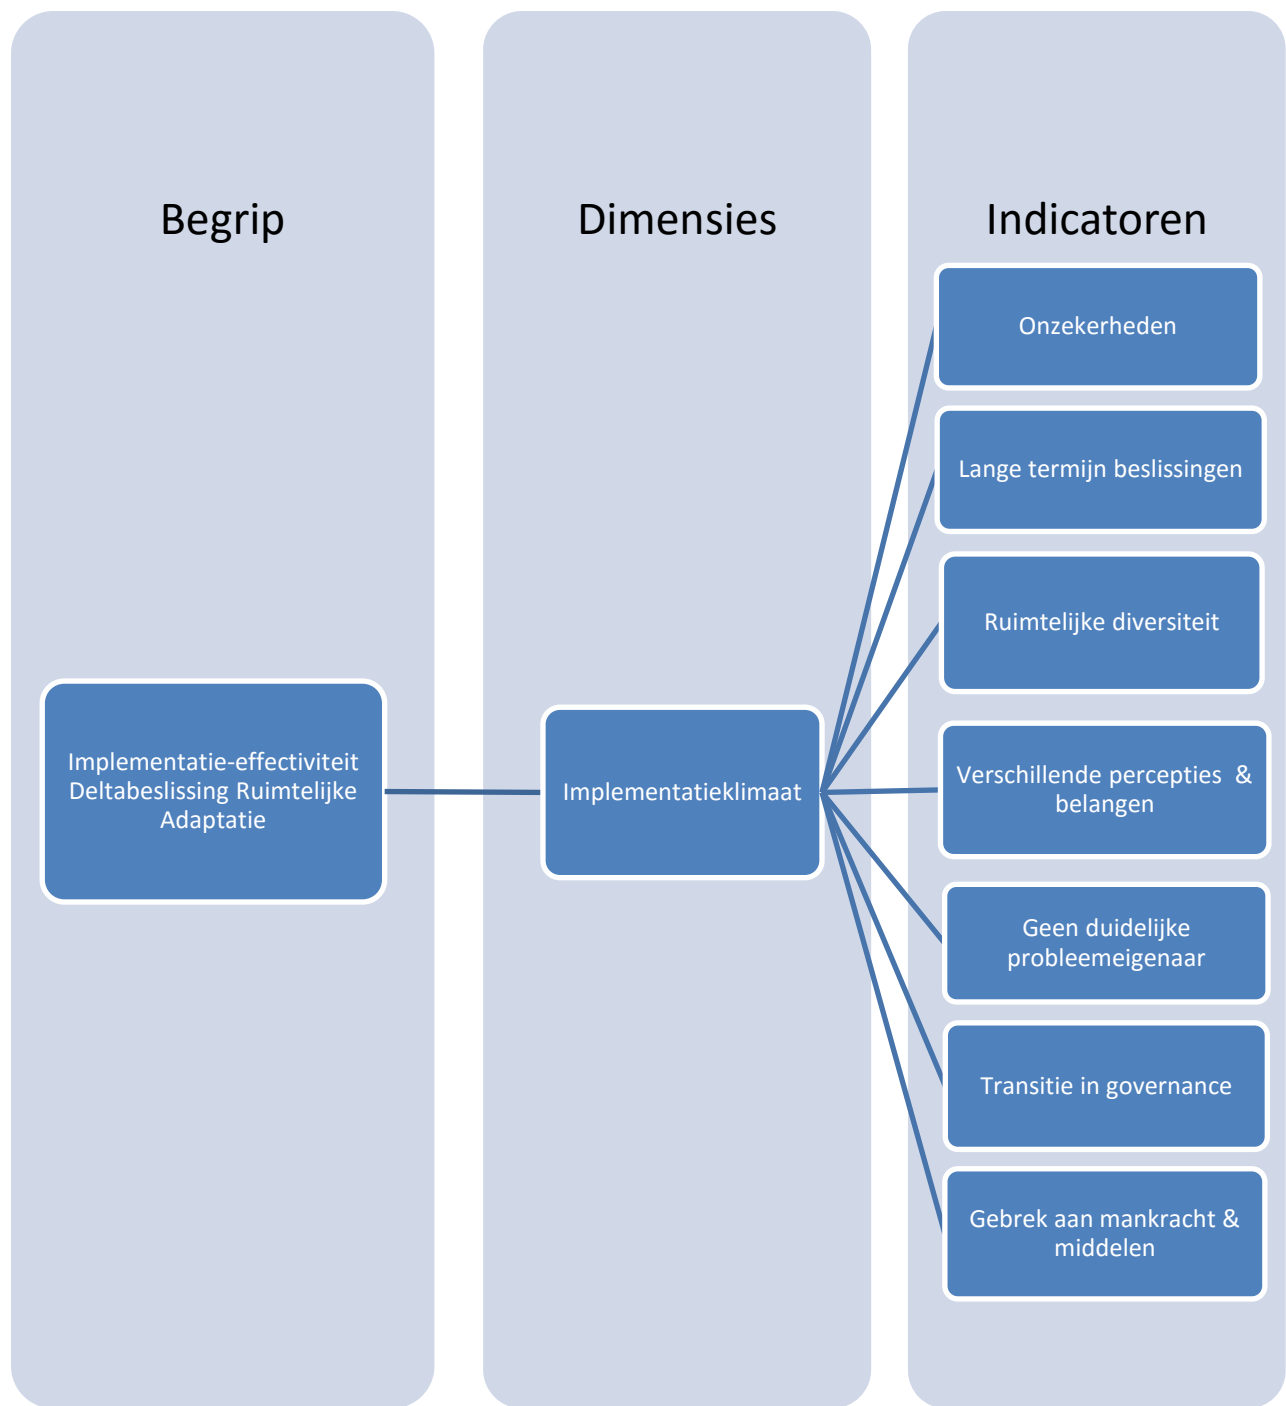 Begrip
Dimensies
Indicatoren
Implementatie-effectiviteit
Deltabeslissing Ruimtelijke
Adaptatie
Implementatieklimaat
Onzekerheden
Lange termijn beslissingen
Ruimtelijke diversiteit
Verschillende percepties &
belangen
Geen duidelijke
probleemeigenaar
Transitie in governance
Gebrek aan mankracht &
middelen